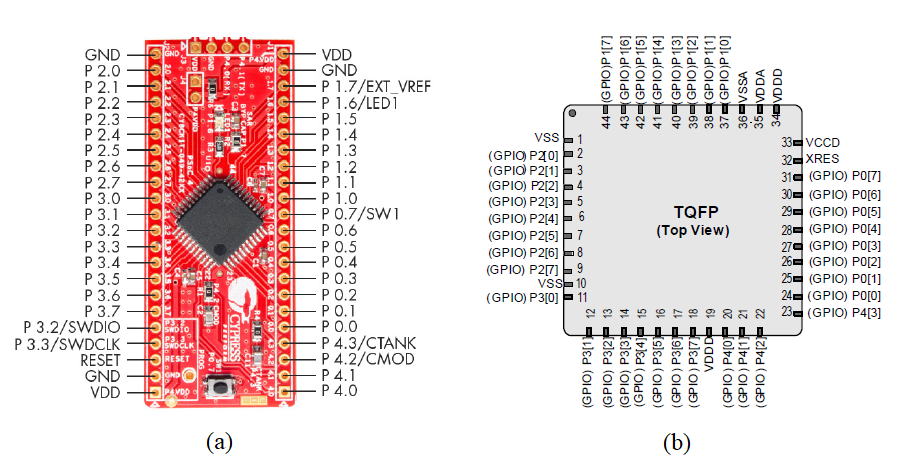 GND
P 2.0
P 2.1
P 2.2
P 2.3
P 2.4
P 2.5
P 2.6
P 2.7
P 3.0
P 3.1
P 3.2
P 3.3
P 3.4
P 3.5
P 3.6
P 3.7
P 3.2/SWDIO
P 3.3/SWDCLK
RESET
GND
VDD
J2
J3
P4VDD
J1
GND
SWDIO
SWDCLK
RESET
P4VDD
CYPRESS
VDD
GND
P 1.7/EXT_VREF
P 1.6/LED1
P 1.5
P 1.4
P 1.3
P 1.2
P 1.1
P 1.0
P 0.7/SW1
P 0.6
P 0.5
P 0.4
P 0.3
P 0.2
P 0.1
P 0.0
P 4.3/CTANK
P 4.2/CMOD
P 4.1
P 4.0
(a)
(GPIO)P1[7]
(GPIO)P1[6]
(GPIO)P1[5]
(GPIO)P1[4]
(GPIO)P1[3]
(GPIO)P1[2]
(GPIO)P1[1]
(GPIO)P1[0]
VSSA
VDDA
VDDD
44
43
42
41
40
39
38
37
36
35
34
VSS 1
(GPIO) P2[0] 2
(GPIO) P2[1] 3
(GPIO) P2[2] 4
(GPIO) P2[3] 5
(GPIO) P2[4] 6
(GPIO) P2[5] 7
(GPIO) P2[6] 8
(GPIO) P2[7] 9
VSS 10
(GPIO) P3[0] 11
TQFP
(Top View)
33 VCCD
32 XRES
31 (GPIO) P0[7]
30 (GPIO) P0[6]
29 (GPIO) P0[5]
28 (GPIO) P0[4]
27 (GPIO) P0[3]
26 (GPIO) P0[2]
25 (GPIO) P0[1]
24 (GPIO) P0[0]
23 (GPIO) P4[3]
12
13
14
15
16
17
18
19
20
21
22
(GPIO) P3[1]
(GPIO) P3[2]
(GPIO) P3[3]
(GPIO) P3[4]
(GPIO) P3[5]
(GPIO) P3[6]
(GPIO) P3[7]
VDDD
(GPIO) P4[0]
(GPIO) P4[1]
(GPIO) P4[2]
(b)